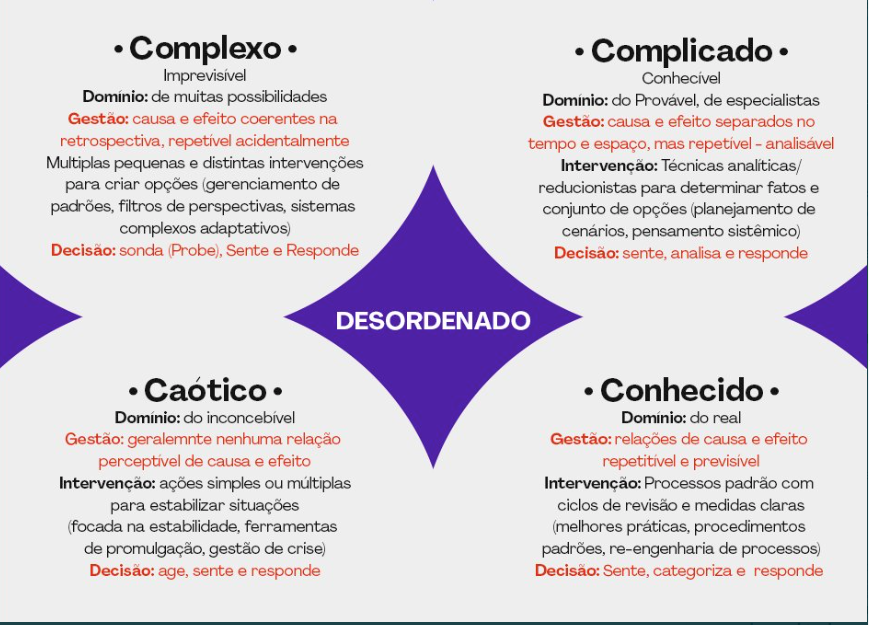 • Complexo •
Imprevisível
Domínio: de muitas possibilidades
Gestão: causa e efeito coerentes na
retrospectiva, repetível acidentalmente
Multiplas pequenas e distintas intervenções
para criar opções (gerenciamento de
padrões, filtros de perspectivas, sistemas
complexos adaptativos)
Decisão: sonda (Probe), Sente e Responde
• Complicado •
Conhecível
Domínio: do Provável, de especialistas
Gestão: causa e efeito separados no
tempo e espaço, mas repetível - analisável
Intervenção: Técnicas analíticas/
reducionistas para determinar fatos e
conjunto de opções (planejamento de
cenários, pensamento sistêmico)
Decisão: sente, analisa e responde
DESORDENADO
• Caótico •
Domínio: do inconcebível
Gestão: geralemnte nenhuma relação
perceptível de causa e efeito
Intervenção: ações simples ou múltiplas
para estabilizar situações
(focada na estabilidade, ferramentas
de promulgação, gestão de crise)
Decisão: age, sente e responde
• Conhecido •
Domínio: do real
Gestão: relações de causa e efeito
repetitível e previsível
Intervenção: Processos padrão com
ciclos de revisão e medidas claras
(melhores práticas, procedimentos
padrões, re-engenharia de processos)
Decisão: Sente, categoriza e responde